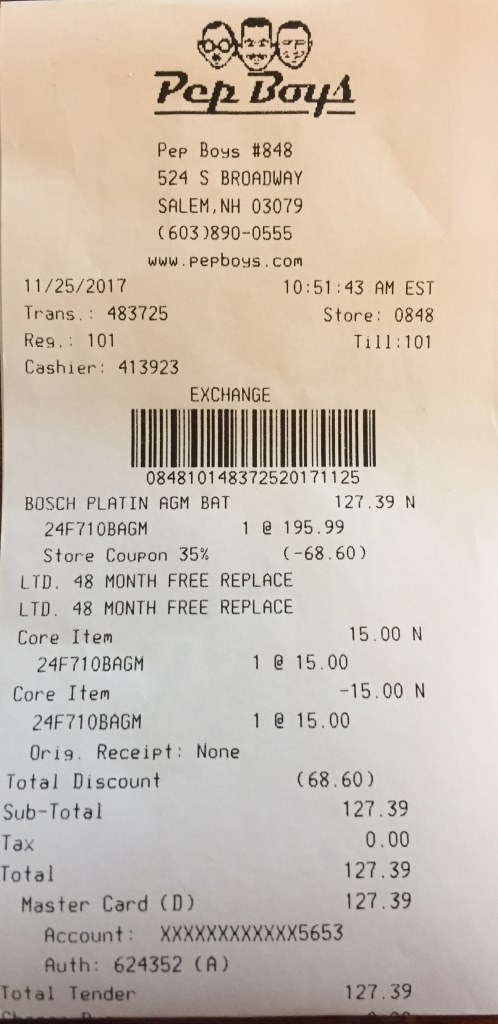 Pep Boys
Pep Boys #848
524 S BROADWAY
SALEM,NH 03079
(603)890-0555
www.pepboys.com
11/25/2017 10:51:43 AM EST
Trans.: 483725 Store: 0848
Reg.: 101 Till:101
Cashier: 413923
EXCHANGE
084810148372520171125
BOSCH PLATIN AGM BAT 127.39 N
24F710BAGM 1 @ 195.99
Store Coupon 35% (-68.60)
LTD. 48 MONTH FREE REPLACE
LTD. 48 MONTH FREE REPLACE
Core Item 15.00 N
24F710BAGM 1 @ 15.00
Core Item -15.00 N
24F710BAGM 1 @ 15.00
Orig. Receipt: None
Total Discount (68.60)
Sub-Total 127.39
Tax 0.00
Total 127.39
Master Card (D) 127.39
Account: XXXXXXXXXXXX5653
Auth: 624352 (A)
Total Tender 127.39